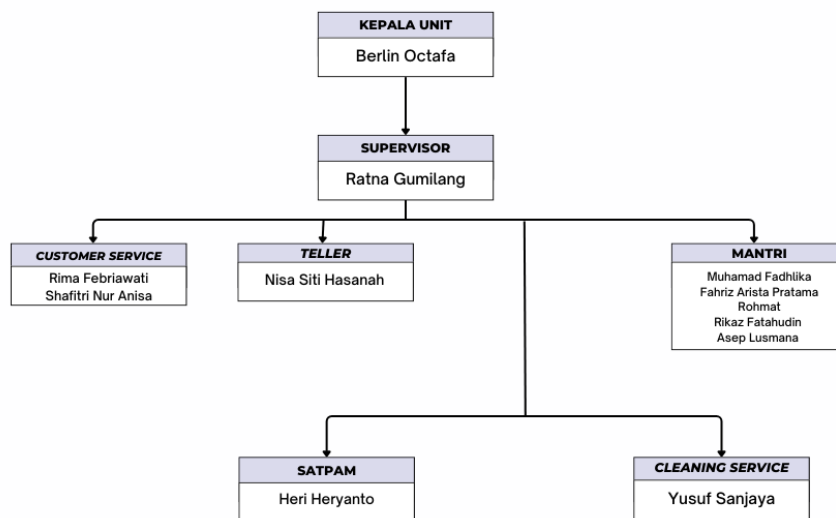 KEPALA UNIT
Berlin Octafa
SUPERVISOR
Ratna Gumilang
CUSTOMER SERVICE
Rima Febriawati
Shafitri Nur Anisa
TELLER
Nisa Siti Hasanah
MANTRI
Muhamad Fadhlika
Fahriz Arista Pratama
Rohmat
Rikaz Fatahudin
Asep Lusmana
SATPAM
Heri Heryanto
CLEANING SERVICE
Yusuf Sanjaya